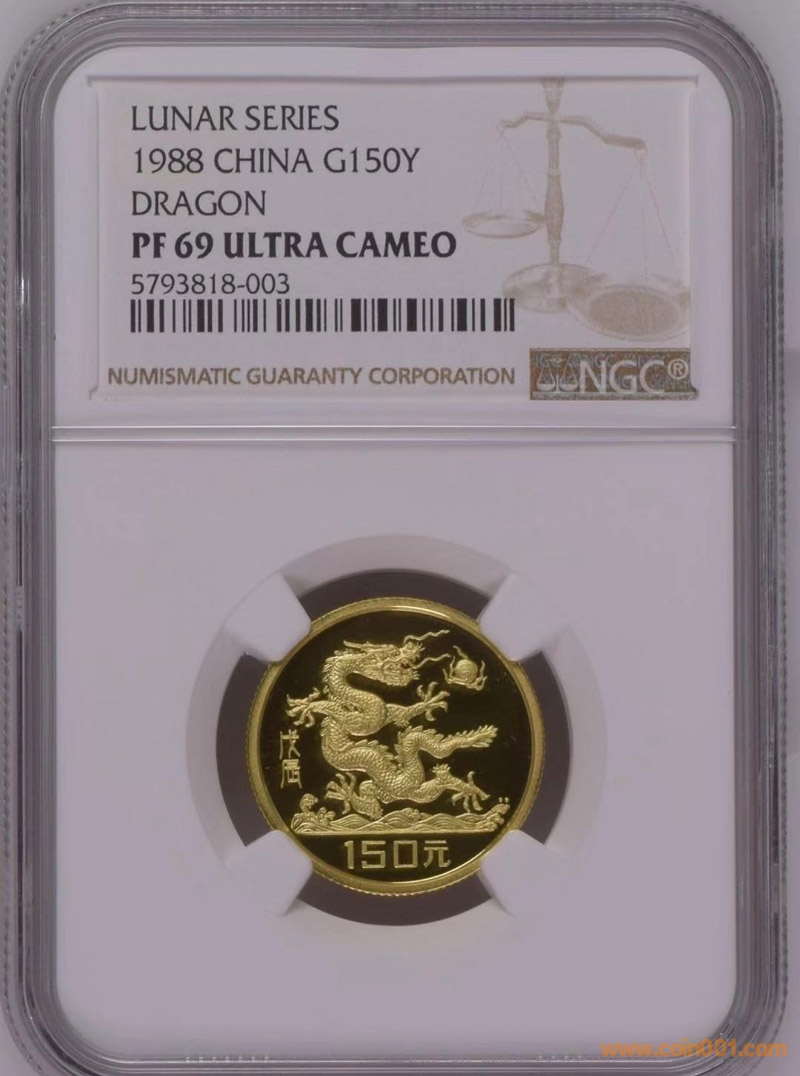 LUNAR SERIES
1988 CHINA G150Y
DRAGON
PF 69 ULTRA CAMEO
5793818-003
NUMISMATIC GUARANTY CORPORATION
NGC®
戊辰
150元
www.coin001.com